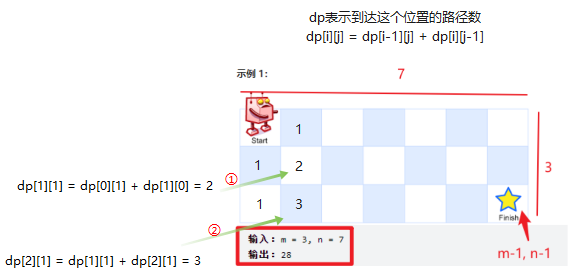 dp表示到达这个位置的路径数
dp[i][j] = dp[i-1][j] + dp[i][j-1]
示例 1：
7
Start
1
1
2
①
dp[1][1] = dp[0][1] + dp[1][0] = 2
3
1
3
②
Finish
dp[2][1] = dp[1][1] + dp[2][1] = 3
输入：m = 3, n = 7
输出：28
m-1, n-1